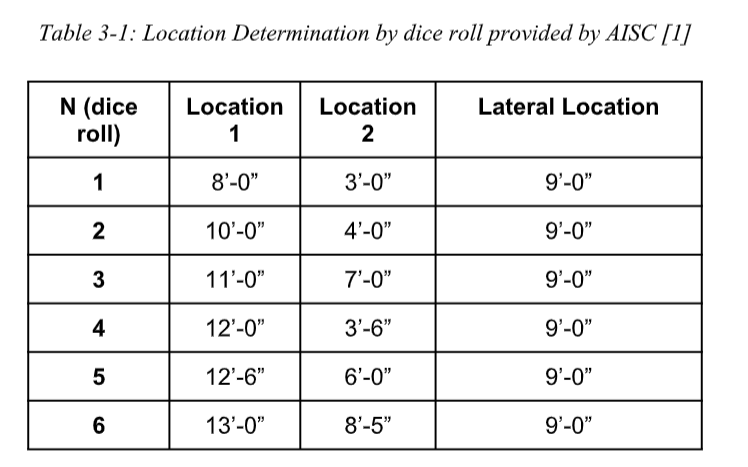 Table 3-1: Location Determination by dice roll provided by AISC [1]
N (dice roll) Location 1 Location 2 Lateral Location
1 8’-0” 3’-0” 9’-0”
2 10’-0” 4’-0” 9’-0”
3 11’-0” 7’-0” 9’-0”
4 12’-0” 3’-6” 9’-0”
5 12’-6” 6’-0” 9’-0”
6 13’-0” 8’-5” 9’-0”